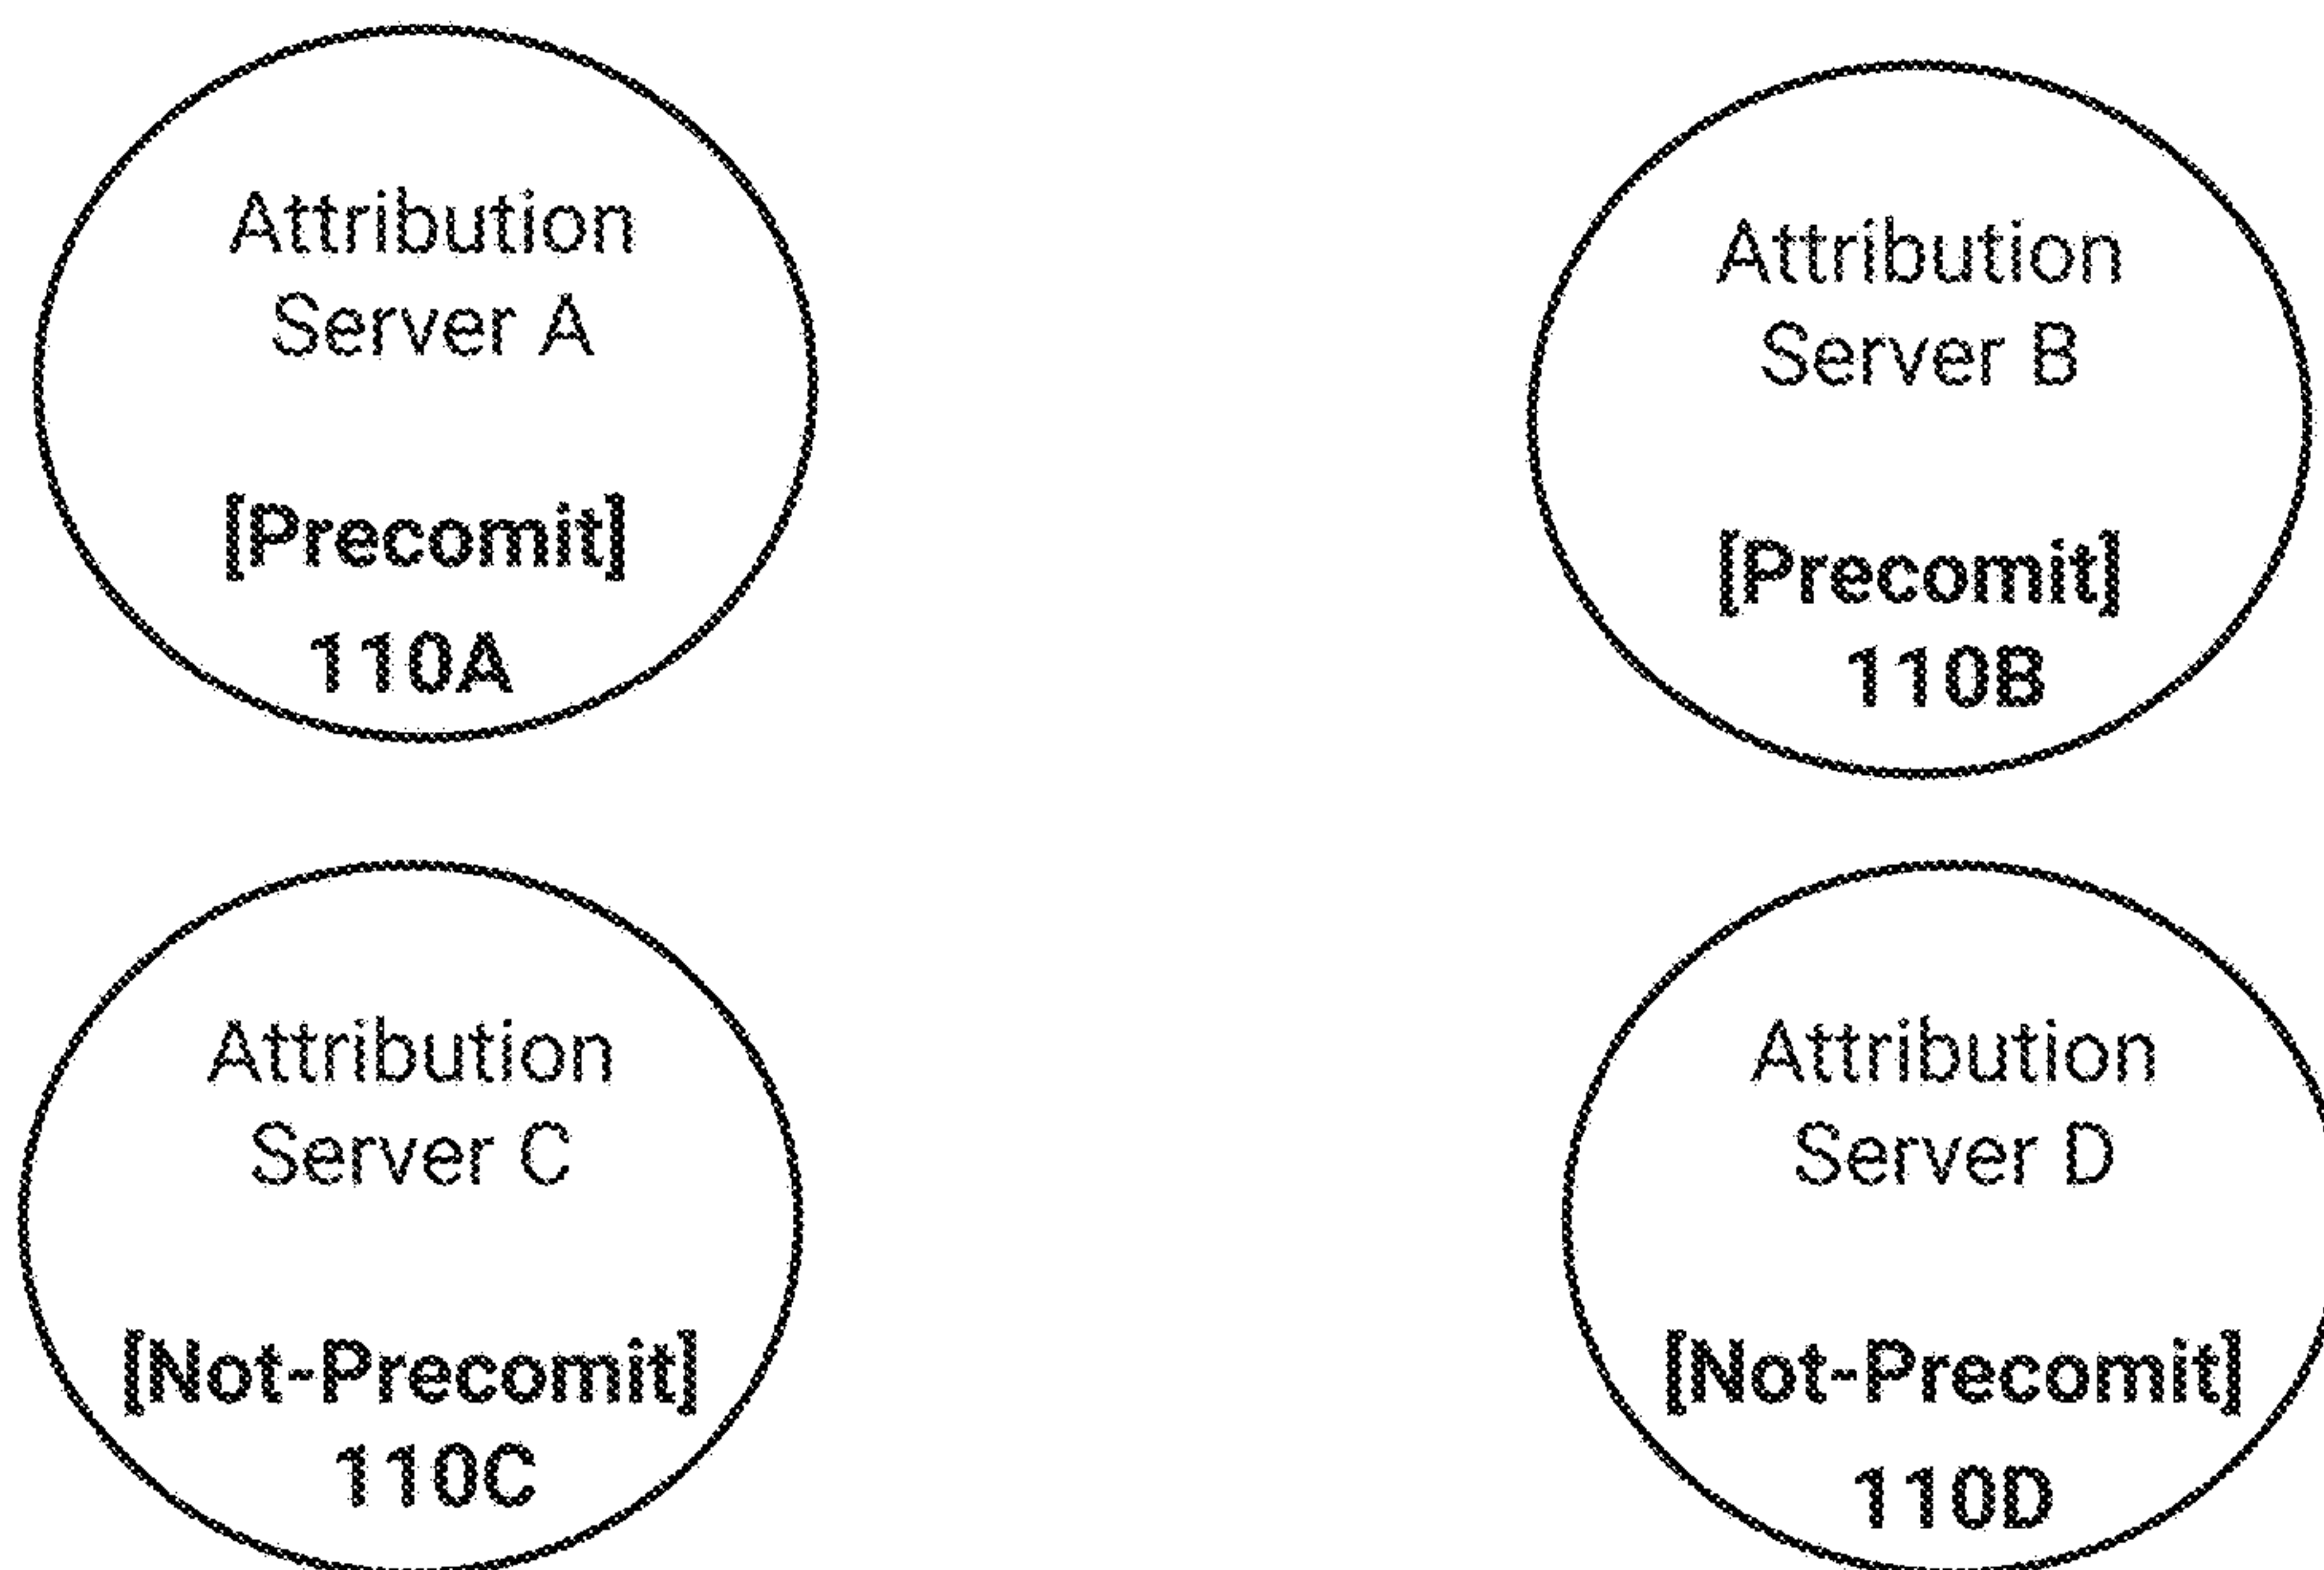 Attribution
Server A
[Precomit]
110A
Attribution
Server B
[Precomit]
110B
Attribution
Server C
[Not-Precomit]
110C
Attribution
Server D
[Not-Precomit]
110D